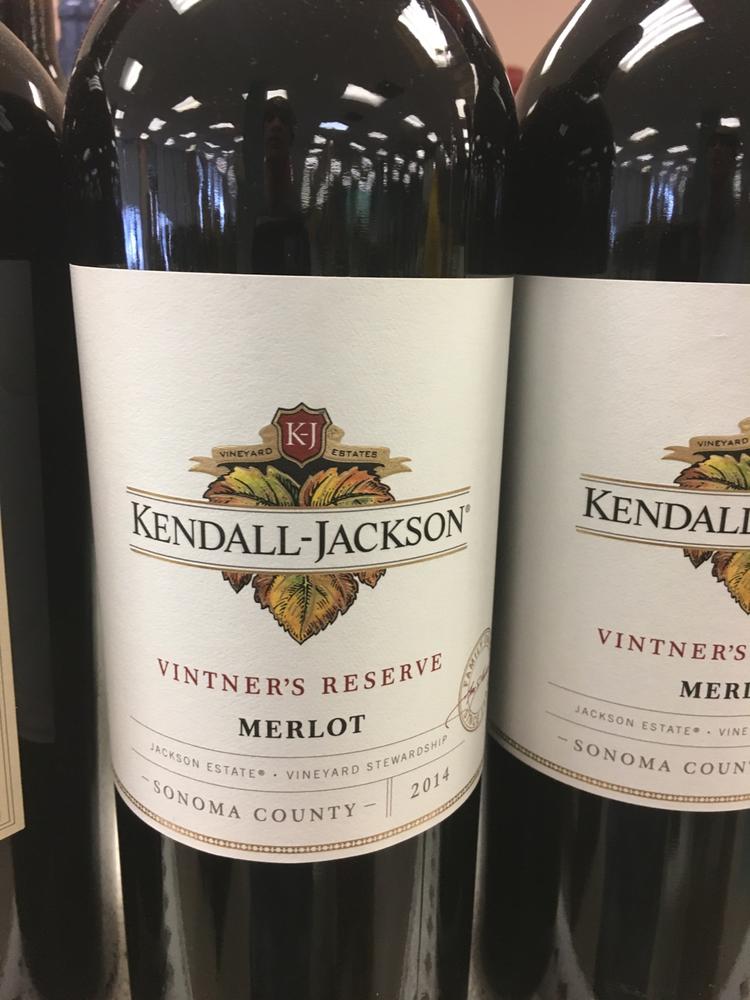 K-J
VINEYARD ESTATES
KENDALL-JACKSON®
VINTNER'S RESERVE
MERLOT
JACKSON ESTATE® • VINEYARD STEWARDSHIP
– SONOMA COUNTY –
2014
VINEYARD
KENDALL
VINTNER'S
MERL
JACKSON ESTATE® • VINE
– SONOMA COUN